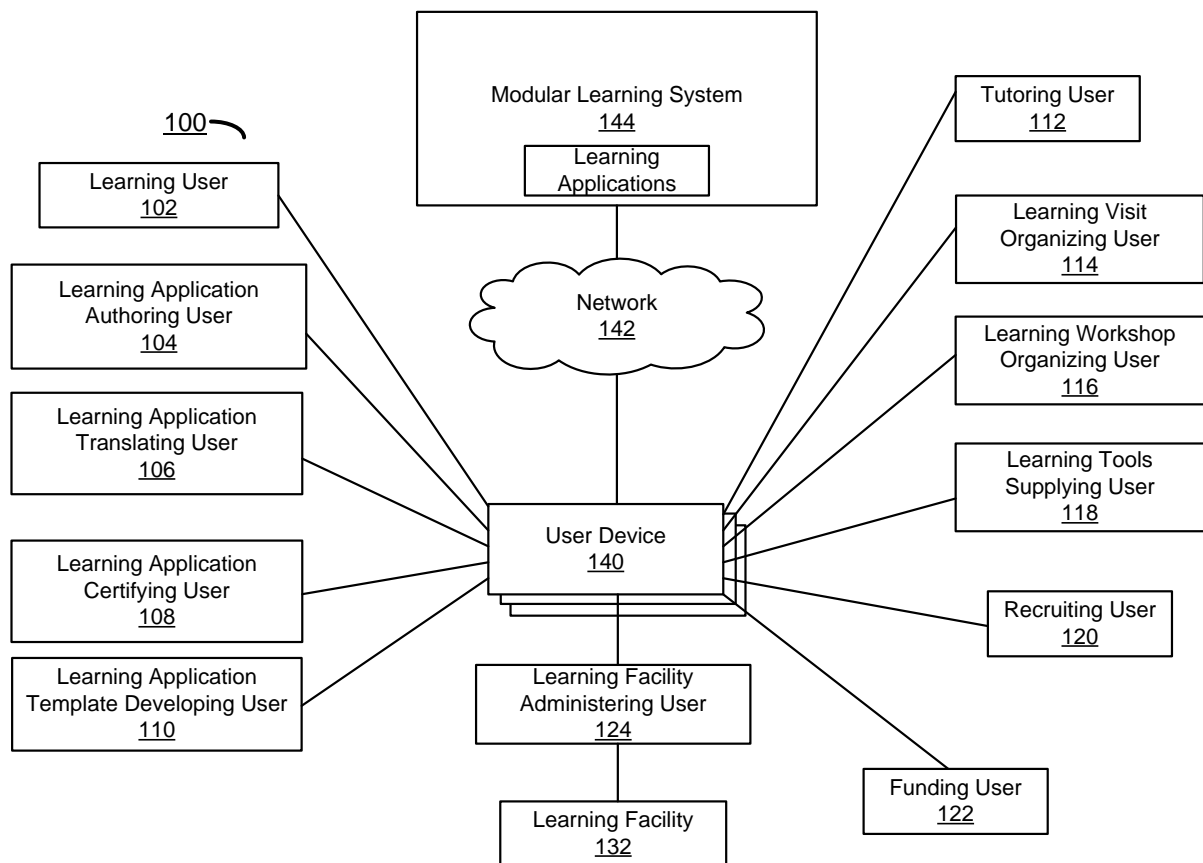 100
Modular Learning System
144
Learning
Applications
Learning User
102
Learning Application
Authoring User
104
Learning Application
Translating User
106
Learning Application
Certifying User
108
Learning Application
Template Developing User
110
Network
142
User Device
140
Learning Facility
Administering User
124
Learning Facility
132
Tutoring User
112
Learning Visit
Organizing User
114
Learning Workshop
Organizing User
116
Learning Tools
Supplying User
118
Recruiting User
120
Funding User
122